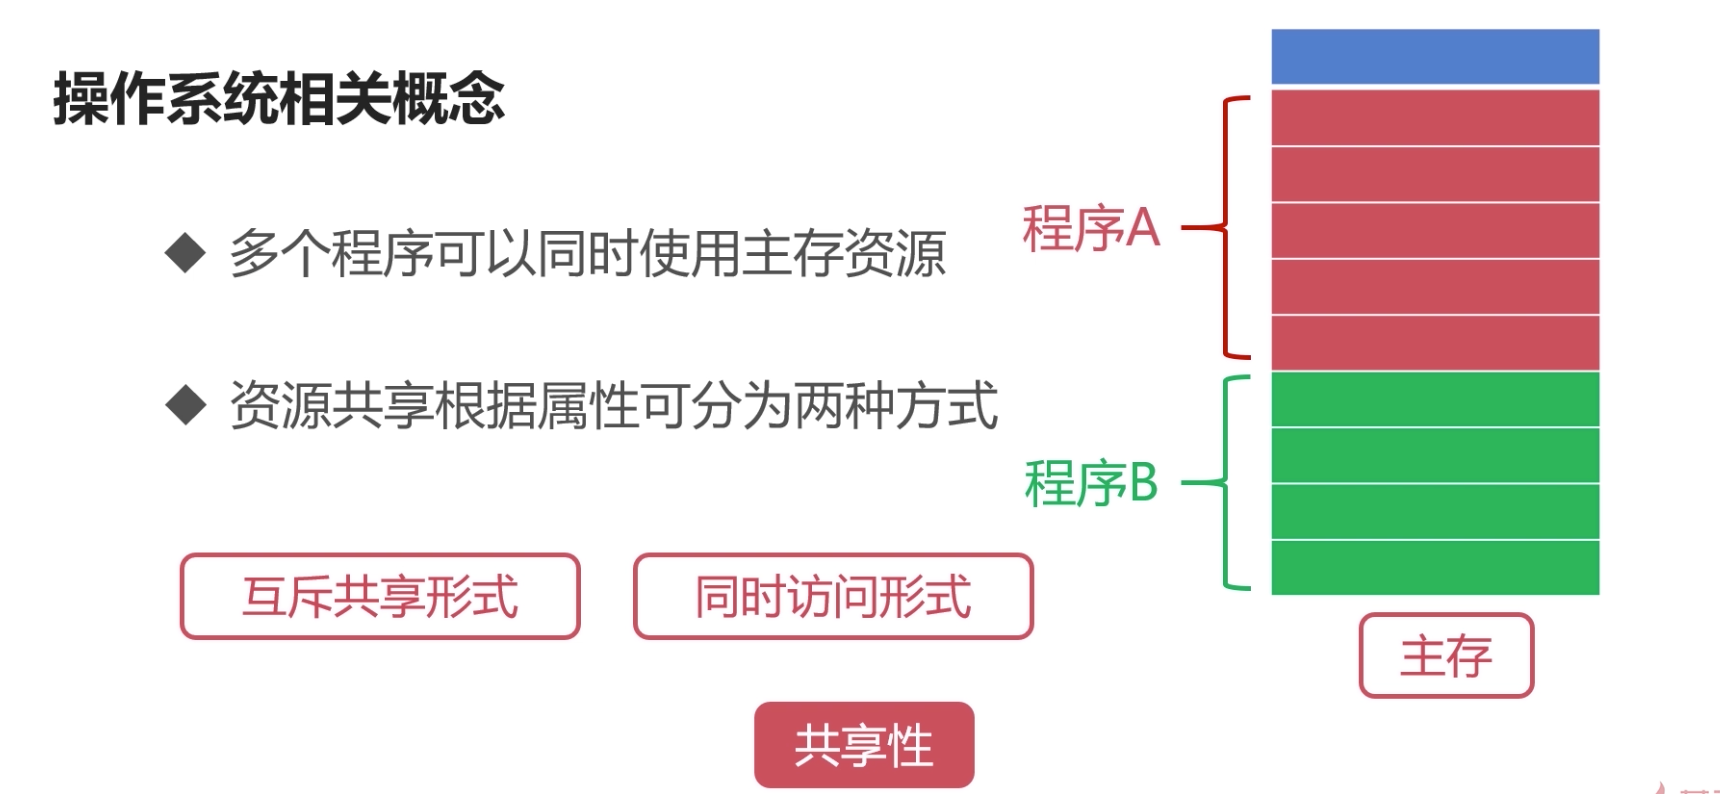 操作系统相关概念
多个程序可以同时使用主存资源
资源共享根据属性可分为两种方式
互斥共享形式
同时访问形式
共享性
程序A
程序B
主存